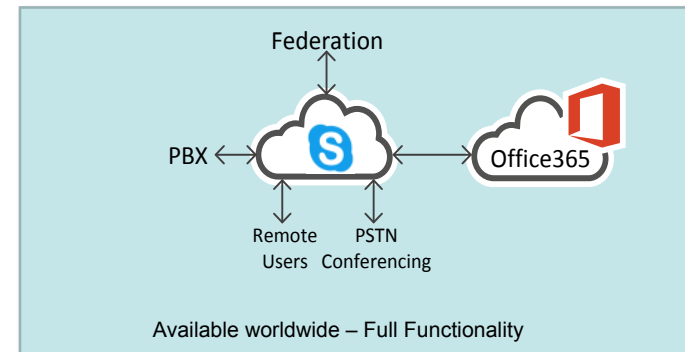 Federation
PBX
S
Office365
Remote
Users
PSTN
Conferencing
Available worldwide – Full Functionality